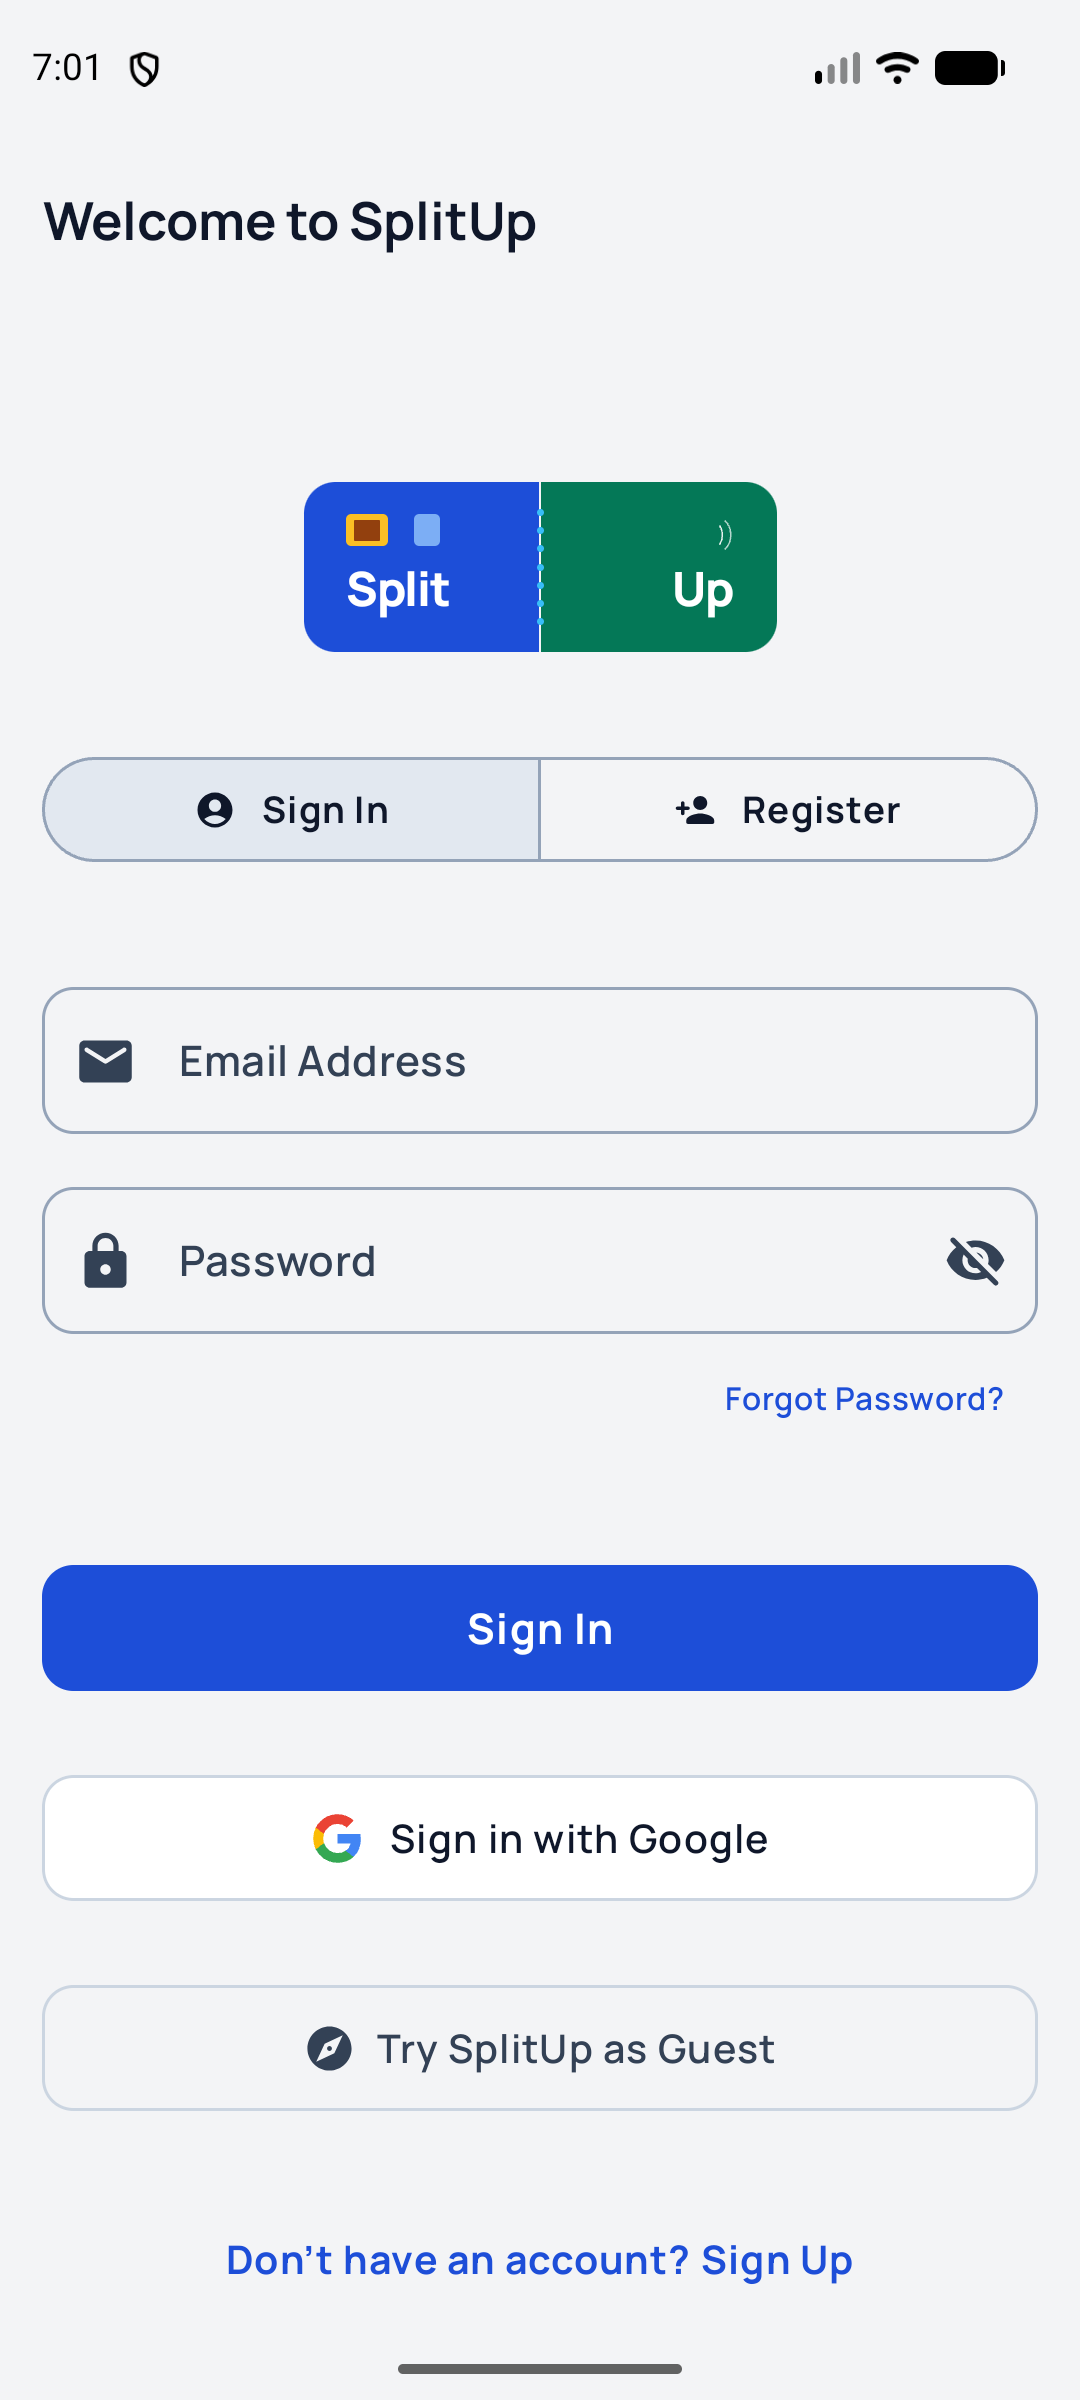 7:01
Welcome to SplitUp
Split Up
Sign In Register
Email Address
Password
Forgot Password?
Sign In
Sign in with Google
Try SplitUp as Guest
Don’t have an account? Sign Up